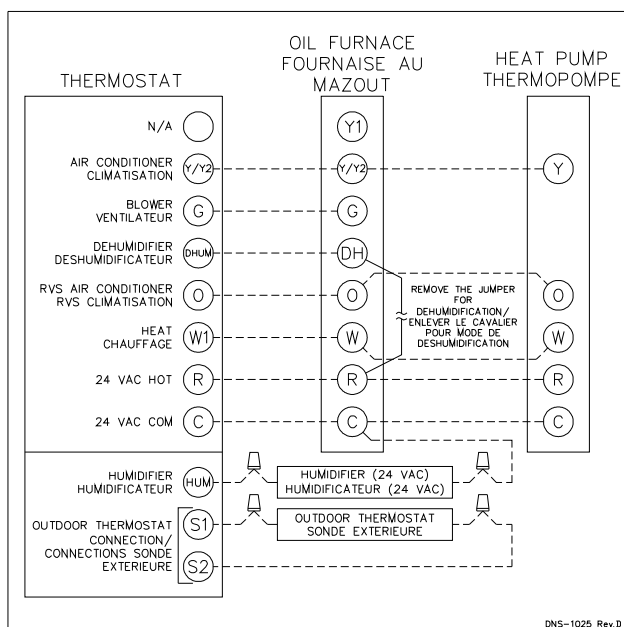 OIL FURNACE
FOURNAISE AU
MAZOUT
HEAT PUMP
THERMOPOMPE
THERMOSTAT
N/A
Y1
AIR CONDITIONER
CLIMATISATION
Y/Y2
Y/Y2
Y
BLOWER
VENTILATEUR
G
G
DEHUMIDIFIER
DESHUMIDIFICATEUR
DHUM
DH
RVS AIR CONDITIONER
RVS CLIMATISATION
O
O
O
REMOVE THE JUMPER
FOR
DEHUMIDIFICATION/
ENLEVER LE CAVALIER
POUR MODE DE
DESHUMIDIFICATION
HEAT
CHAUFFAGE
W1
W
W
24 VAC HOT
R
R
R
24 VAC COM
C
C
C
HUMIDIFIER
HUMIDIFICATEUR
HUM
HUMIDIFIER (24 VAC)
HUMIDIFICATEUR (24 VAC)
OUTDOOR THERMOSTAT
CONNECTION/
CONNECTIONS SONDE
EXTERIEURE
S1
S2
OUTDOOR THERMOSTAT
SONDE EXTERIEURE
DNS-1025 Rev.D